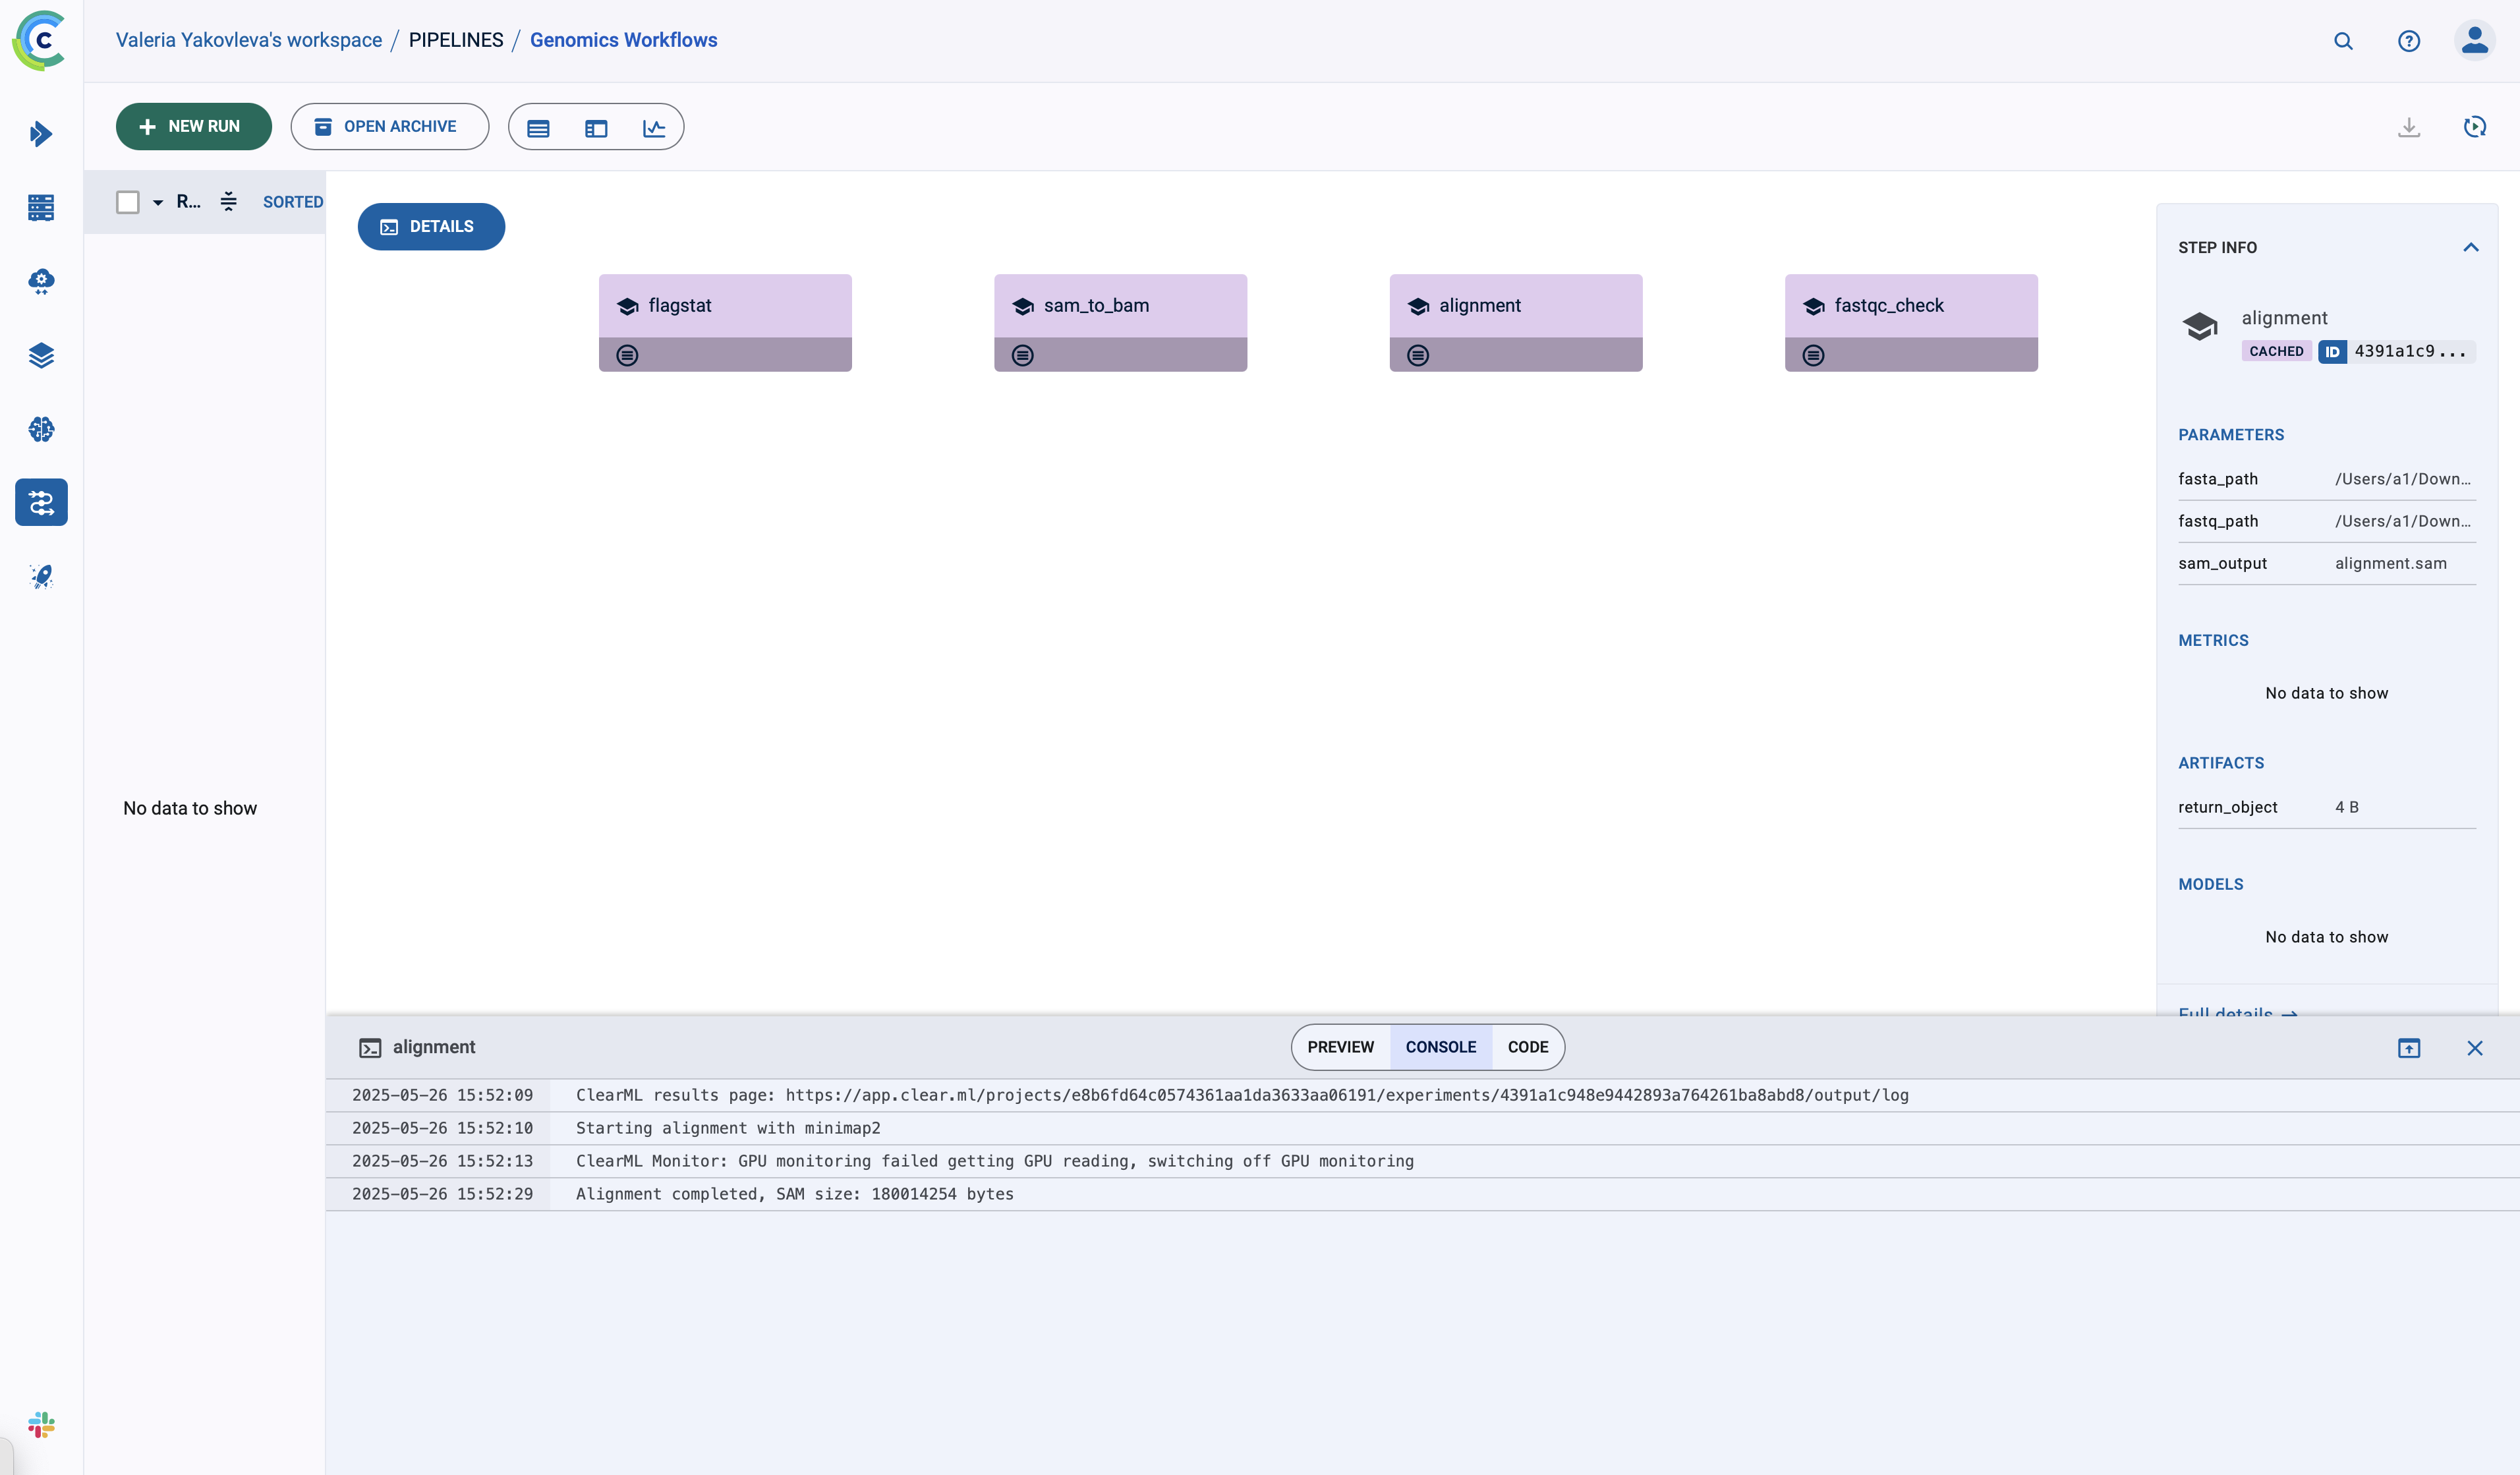 Valeria Yakovleva's workspace / PIPELINES / Genomics Workflows
NEW RUN
OPEN ARCHIVE
R...
SORTED
DETAILS
flagstat
sam_to_bam
alignment
fastqc_check
No data to show
STEP INFO
alignment
CACHED ID 4391a1c9...
PARAMETERS
fasta_path /Users/a1/Down...
fastq_path /Users/a1/Down...
sam_output alignment.sam
METRICS
No data to show
ARTIFACTS
return_object 4 B
MODELS
No data to show
Full details →
alignment
PREVIEW CONSOLE CODE
2025-05-26 15:52:09 ClearML results page: https://app.clear.ml/projects/e8b6fd64c0574361aa1da3633aa06191/experiments/4391a1c948e9442893a764261ba8abd8/output/log
2025-05-26 15:52:10 Starting alignment with minimap2
2025-05-26 15:52:13 ClearML Monitor: GPU monitoring failed getting GPU reading, switching off GPU monitoring
2025-05-26 15:52:29 Alignment completed, SAM size: 180014254 bytes